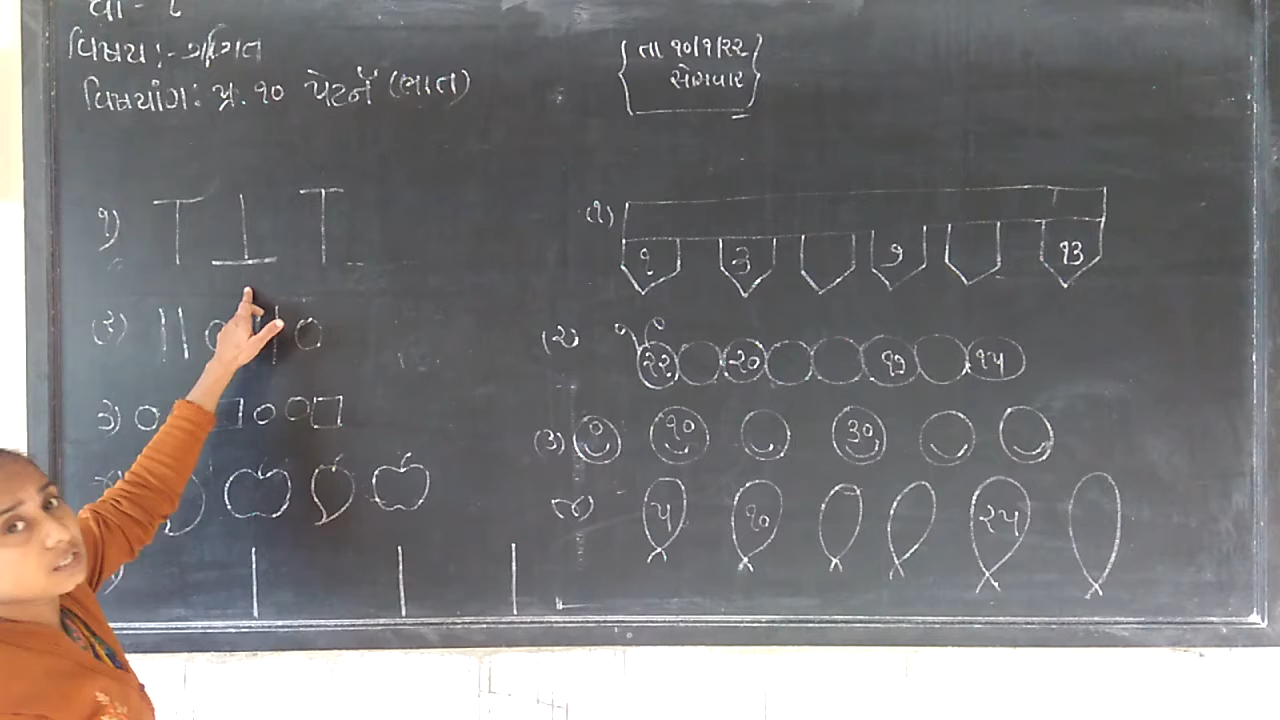 વિષય :- ગણિત
વિષયાંગ: પ્ર. ૧૦ પેટર્ન (ભાત)
તા ૧૦/૧/૨૨
સોમવાર
૧)
(૨)
૩)
(૧)
૧ ૩ ૭ ૧૩
(૨)
૨૨ ૨૦ ૧૭ ૧૫
(૩)
૦ ૧૦ ૩૦
૫ ૧૦ ૨૫